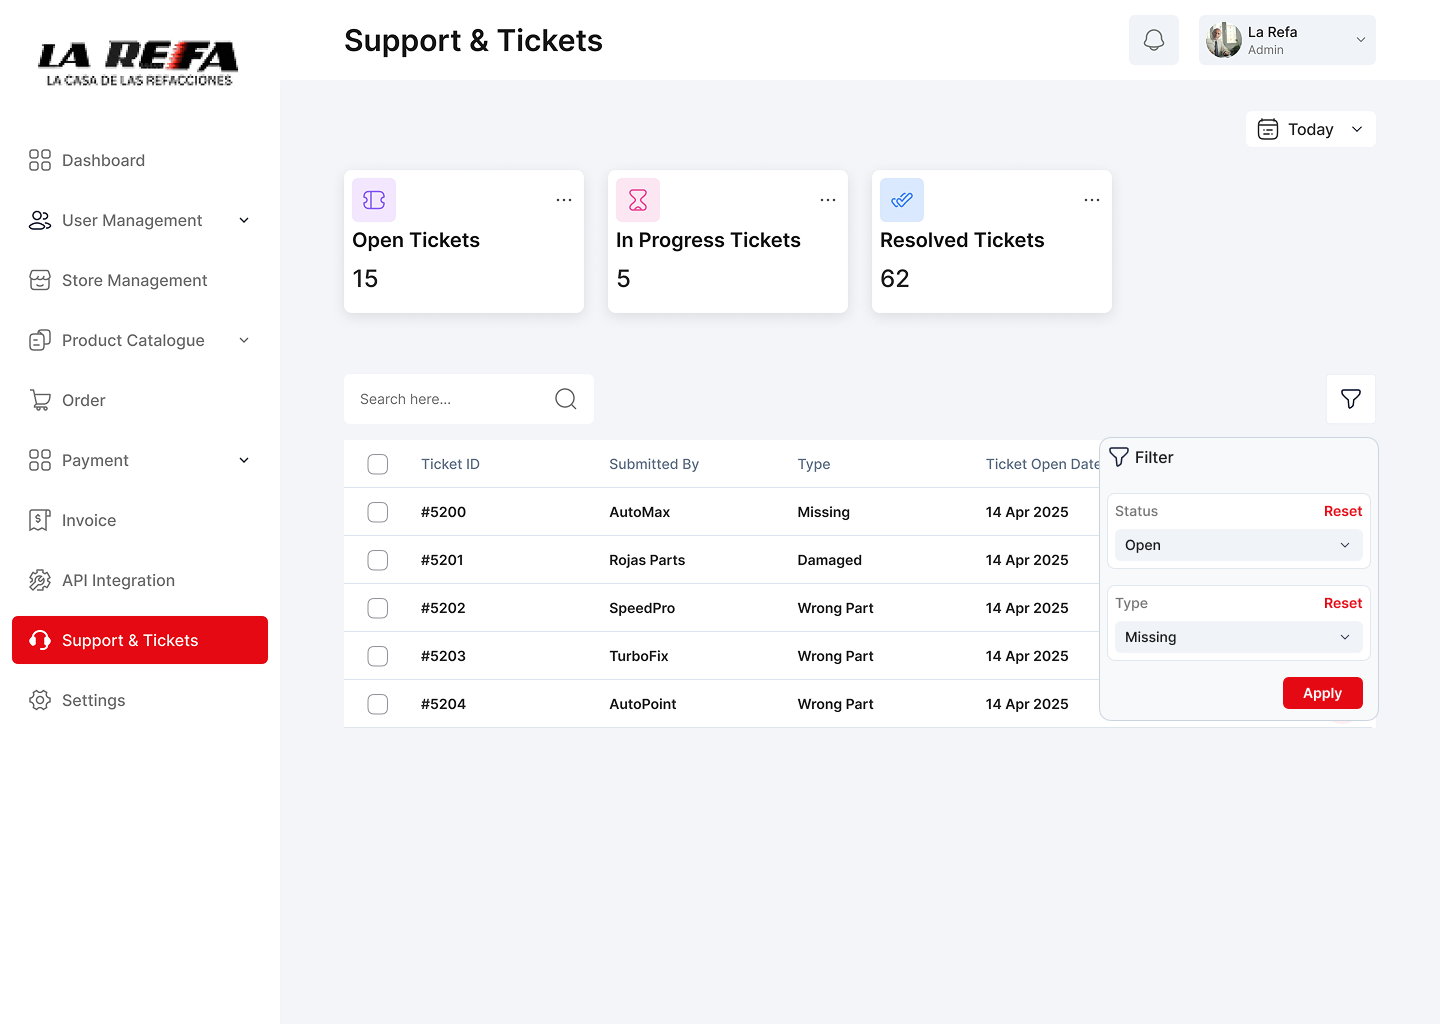 LA REFA
LA CASA DE LAS REFACCIONES
Support & Tickets
La Refa
Admin
Dashboard
User Management
Store Management
Product Catalogue
Order
Payment
Invoice
API Integration
Support & Tickets
Settings
Today
Open Tickets
15
In Progress Tickets
5
Resolved Tickets
62
Search here...
Ticket ID Submitted By Type Ticket Open Date
#5200 AutoMax Missing 14 Apr 2025
#5201 Rojas Parts Damaged 14 Apr 2025
#5202 SpeedPro Wrong Part 14 Apr 2025
#5203 TurboFix Wrong Part 14 Apr 2025
#5204 AutoPoint Wrong Part 14 Apr 2025
Filter
Status Reset
Open
Type Reset
Missing
Apply